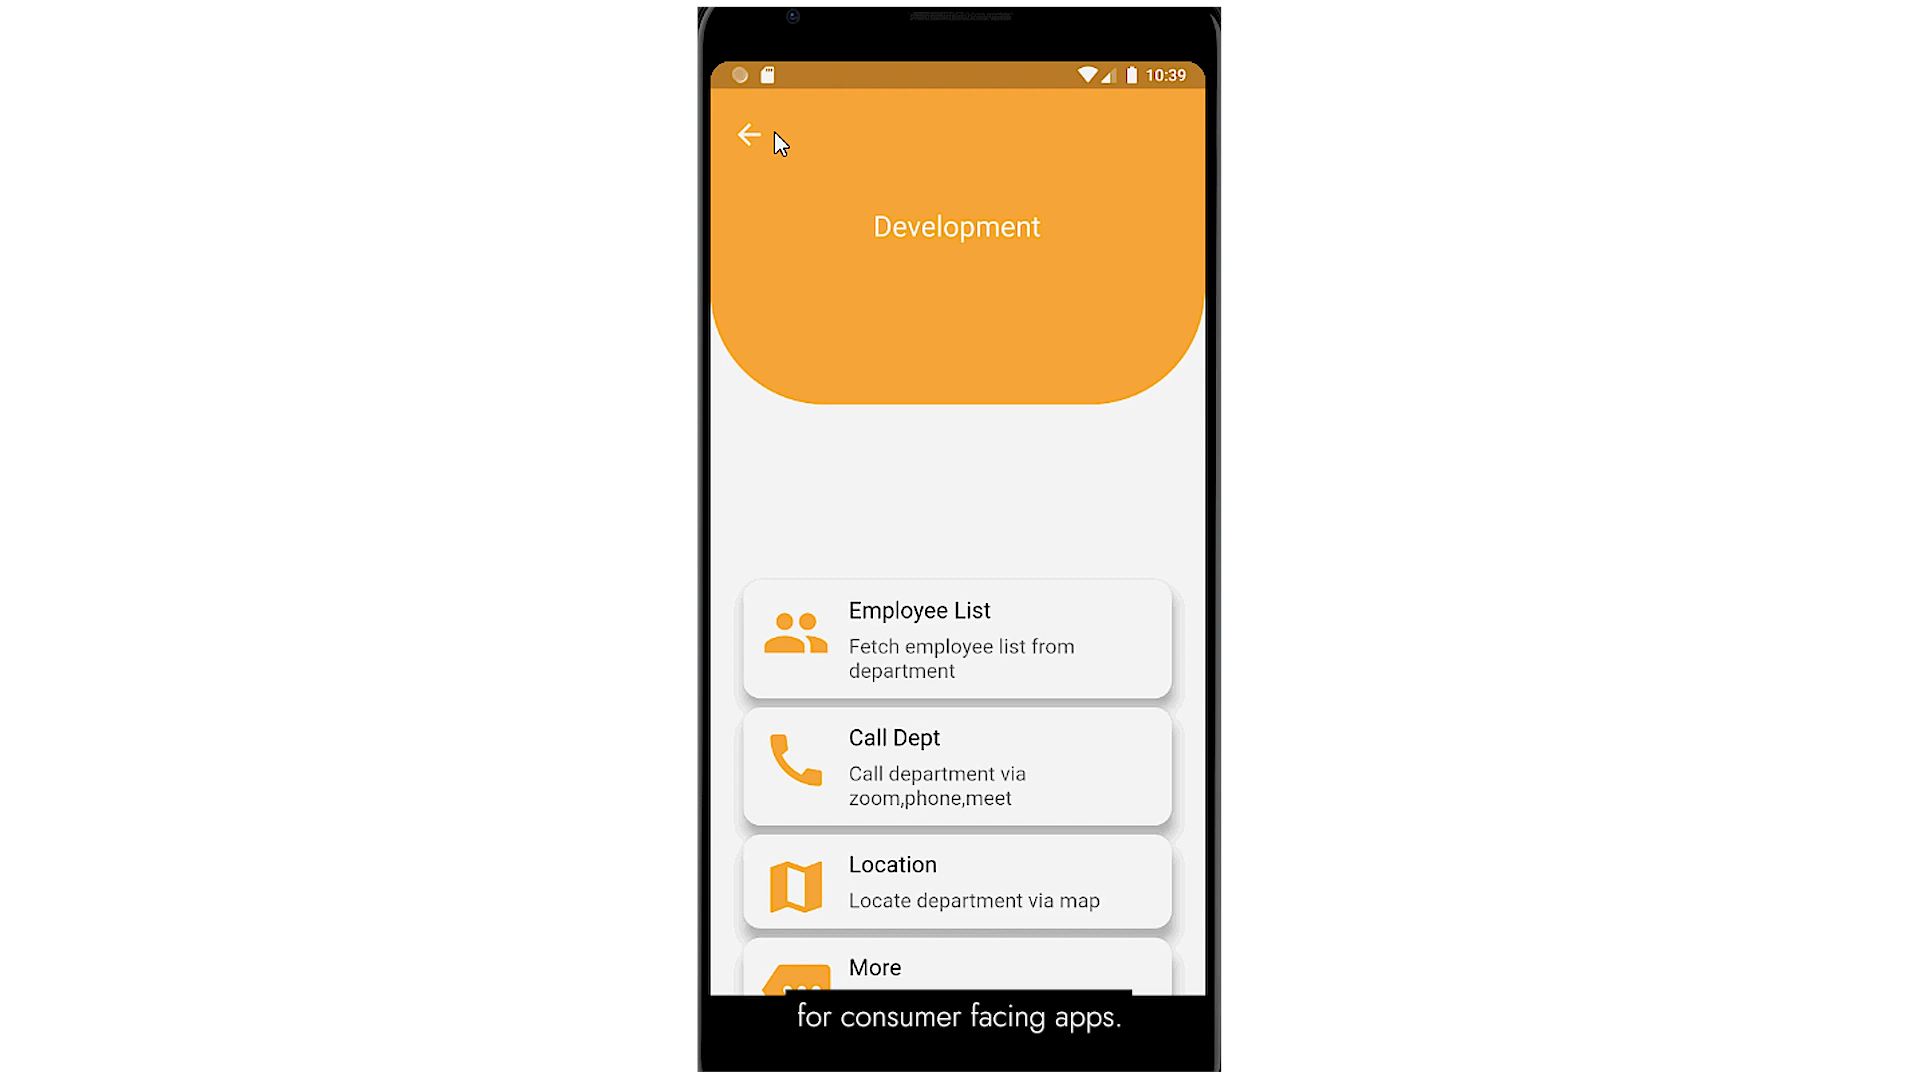 10:39
Development
Employee List
Fetch employee list from
department
Call Dept
Call department via
zoom,phone,meet
Location
Locate department via map
More
for consumer facing apps.